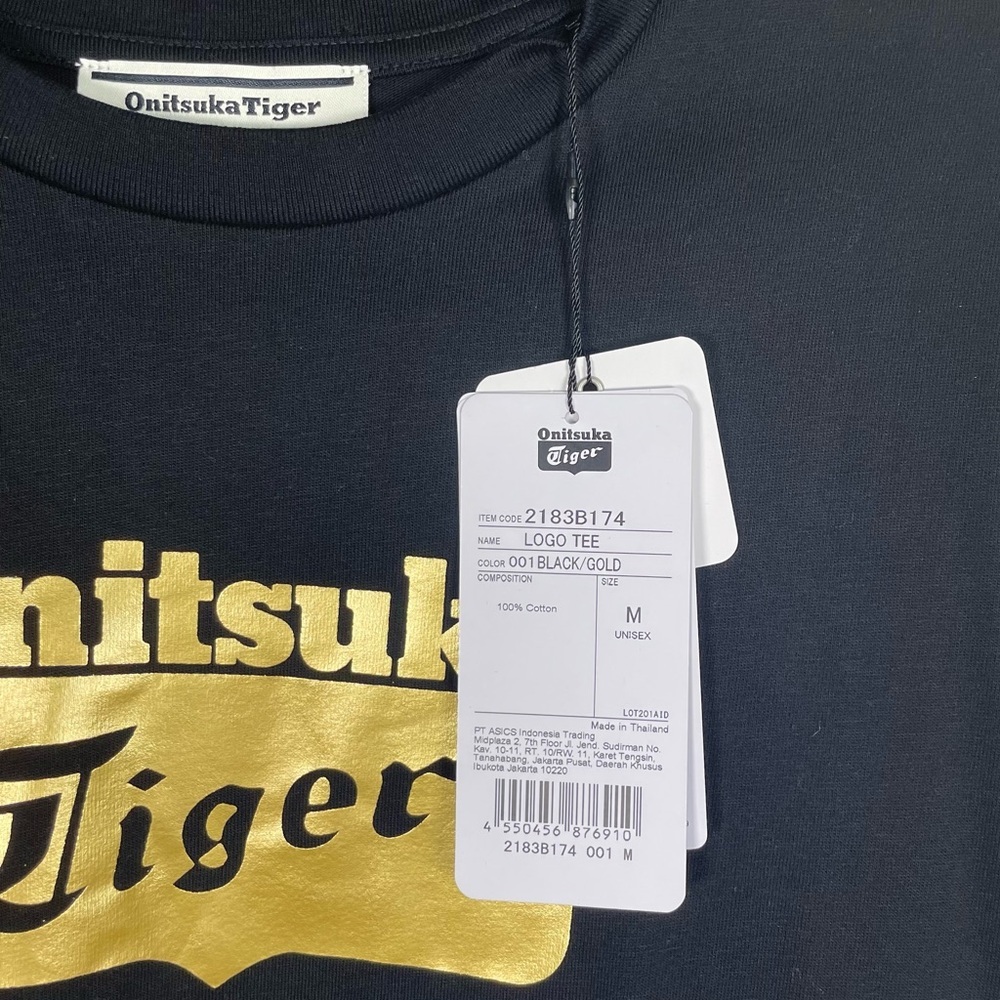 OnitsukaTiger
Onitsuka
Tiger
ITEM CODE 2183B174
NAME LOGO TEE
COLOR 001 BLACK/GOLD
COMPOSITION
SIZE
100% Cotton
M
UNISEX
LOT201AID
Made in Thailand
PT ASICS Indonesia Trading
Midplaza 2, 7th Floor Jl. Jend. Sudirman No.
Kav. 10-11, RT. 10/RW. 11, Karet Tengsin,
Tanahabang, Jakarta Pusat, Daerah Khusus
Ibukota Jakarta 10220
4 550456 876910
2183B174 001 M
nitsuk
Tiger